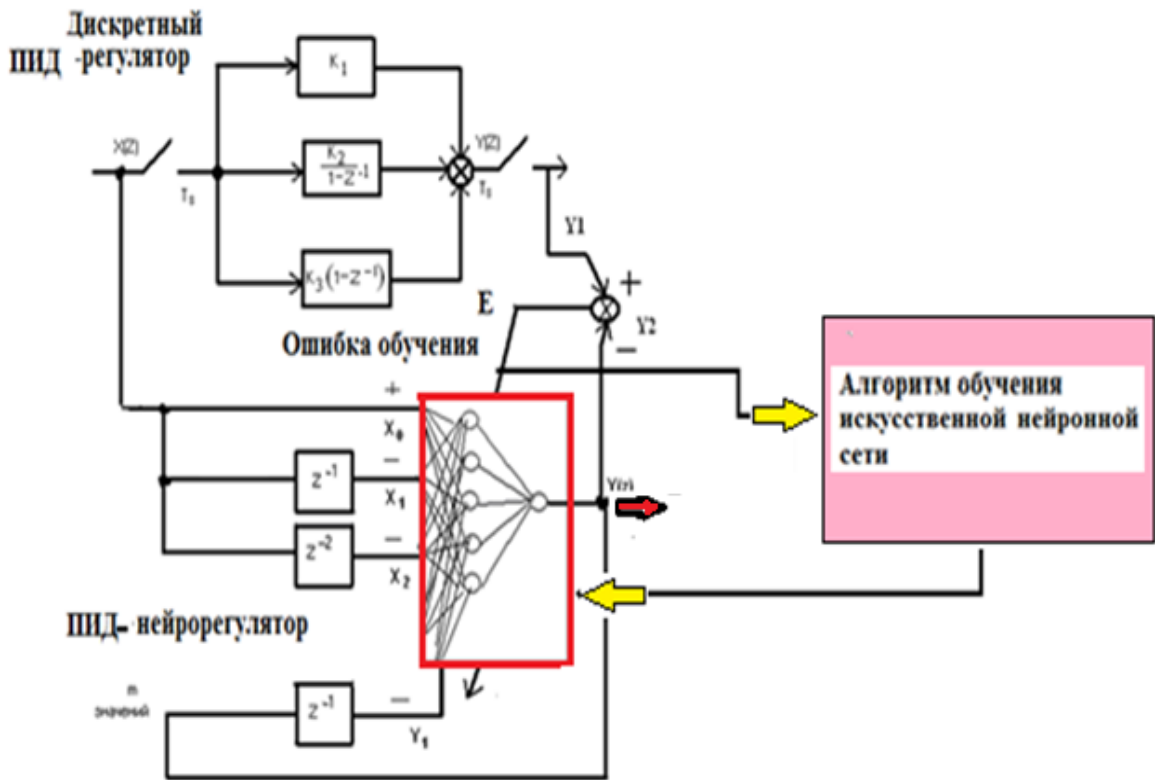 Дискретный
ПИД -регулятор
K₁
X(Z)
T₁
K₂
1-Z⁻¹
Y(Z)
T₁
K₃(1-Z⁻¹)
Y1
+
E
Y2
−
Ошибка обучения
Алгоритм обучения
искусственной нейронной
сети
+
X₀
Z⁻¹
−
X₁
Y(z)
Z⁻²
−
X₂
ПИД- нейрорегулятор
m
значений
Z⁻¹
−
Y₁